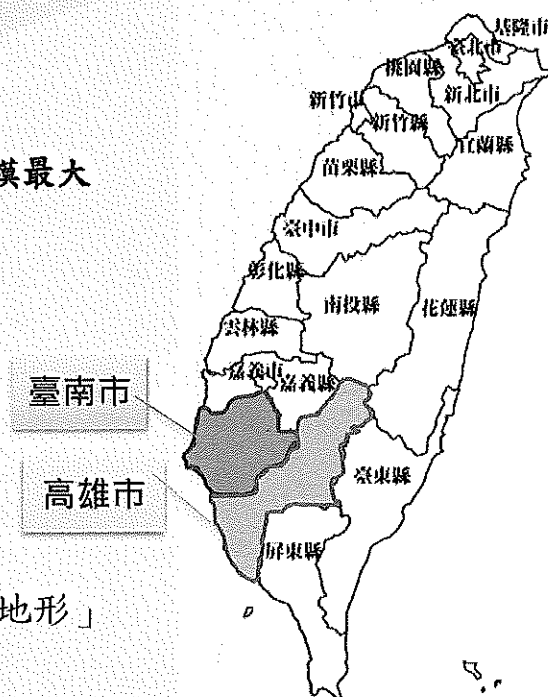 基隆市
臺北市
桃園縣
新北市
新竹市
新竹縣
宜蘭縣
模最大
苗栗縣
臺中市
彰化縣
南投縣
花蓮縣
雲林縣
嘉義市
嘉義縣
臺南市
臺東縣
高雄市
屏東縣
地形」